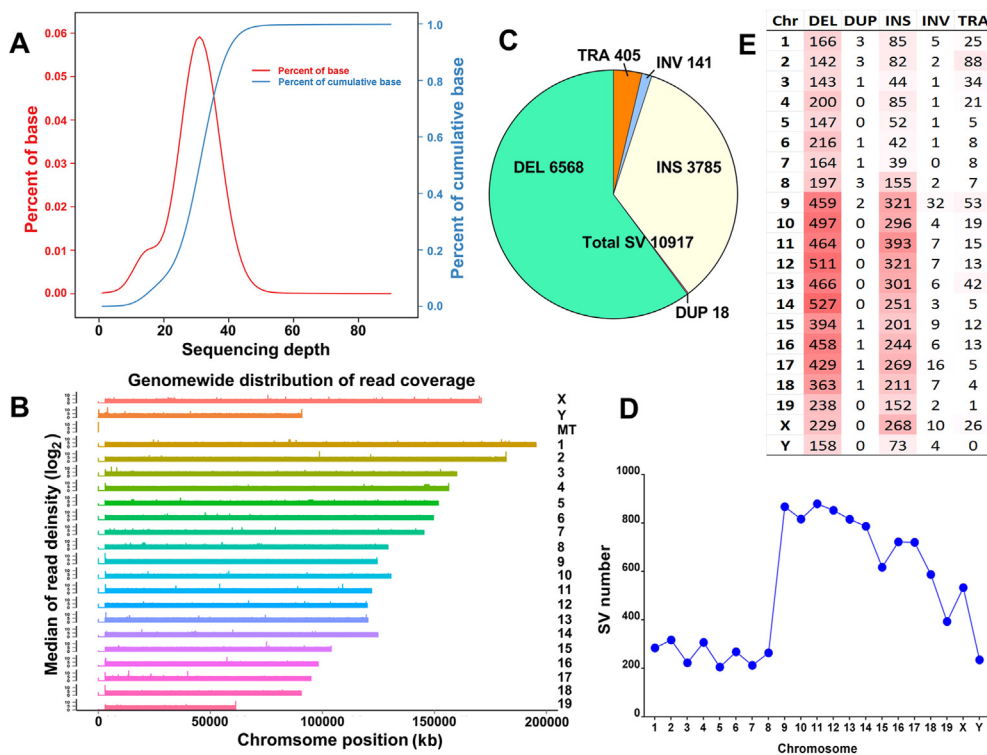 A
0.06
0.05
0.04
0.03
0.02
0.01
0.00
Percent of base
Percent of base
Percent of cumulative base
1.0
0.8
0.6
0.4
0.2
0.0
Percent of cumulative base
0 20 40 60 80
Sequencing depth
B
Genomewide distribution of read coverage
Median of read deinsity (log2)
X
Y
MT
1
2
3
4
5
6
7
8
9
10
11
12
13
14
15
16
17
18
19
0 50000 100000 150000 200000
Chromsome position (kb)
C
TRA 405
INV 141
DEL 6568
INS 3785
Total SV 10917
DUP 18
E
Chr DEL DUP INS INV TRA
1 166 3 85 5 25
2 142 3 82 2 88
3 143 1 44 1 34
4 200 0 85 1 21
5 147 0 52 1 5
6 216 1 42 1 8
7 164 1 39 0 8
8 197 3 155 2 7
9 459 2 321 32 53
10 497 0 296 4 19
11 464 0 393 7 15
12 511 0 321 7 13
13 466 0 301 6 42
14 527 0 251 3 5
15 394 1 201 9 12
16 458 1 244 6 13
17 429 1 269 16 5
18 363 1 211 7 4
19 238 0 152 2 1
X 229 0 268 10 26
Y 158 0 73 4 0
D
1000
800
600
400
200
0
SV number
1 2 3 4 5 6 7 8 9 10 11 12 13 14 15 16 17 18 19 X Y
Chromosome